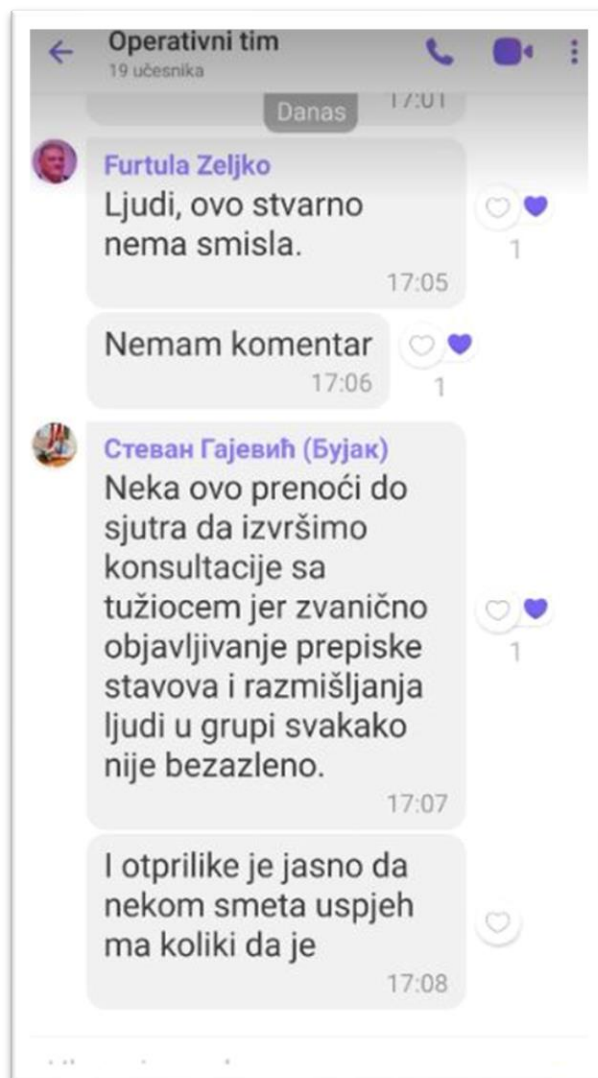 Operativni tim
19 učesnika
17:01
Danas
Furtula Zeljko
Ljudi, ovo stvarno
nema smisla.
17:05
1
Nemam komentar
17:06
1
Стеван Гајевић (Бујак)
Neka ovo prenoći do
sjutra da izvršimo
konsultacije sa
tužiocem jer zvanično
objavljivanje prepiske
stavova i razmišljanja
ljudi u grupi svakako
nije bezazleno.
17:07
1
I otprilike je jasno da
nekom smeta uspjeh
ma koliki da je
17:08